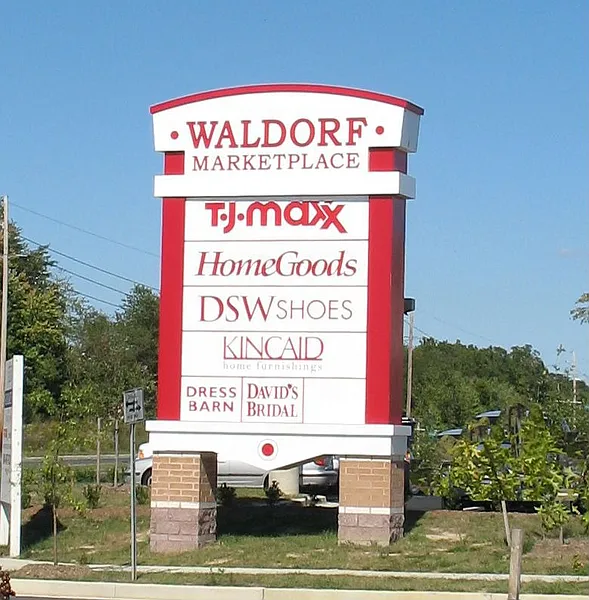 • WALDORF •
MARKETPLACE
T•J•maxx
HomeGoods
DSW SHOES
KINCAID
home furnishings
DRESS
BARN
DAVID'S
BRIDAL